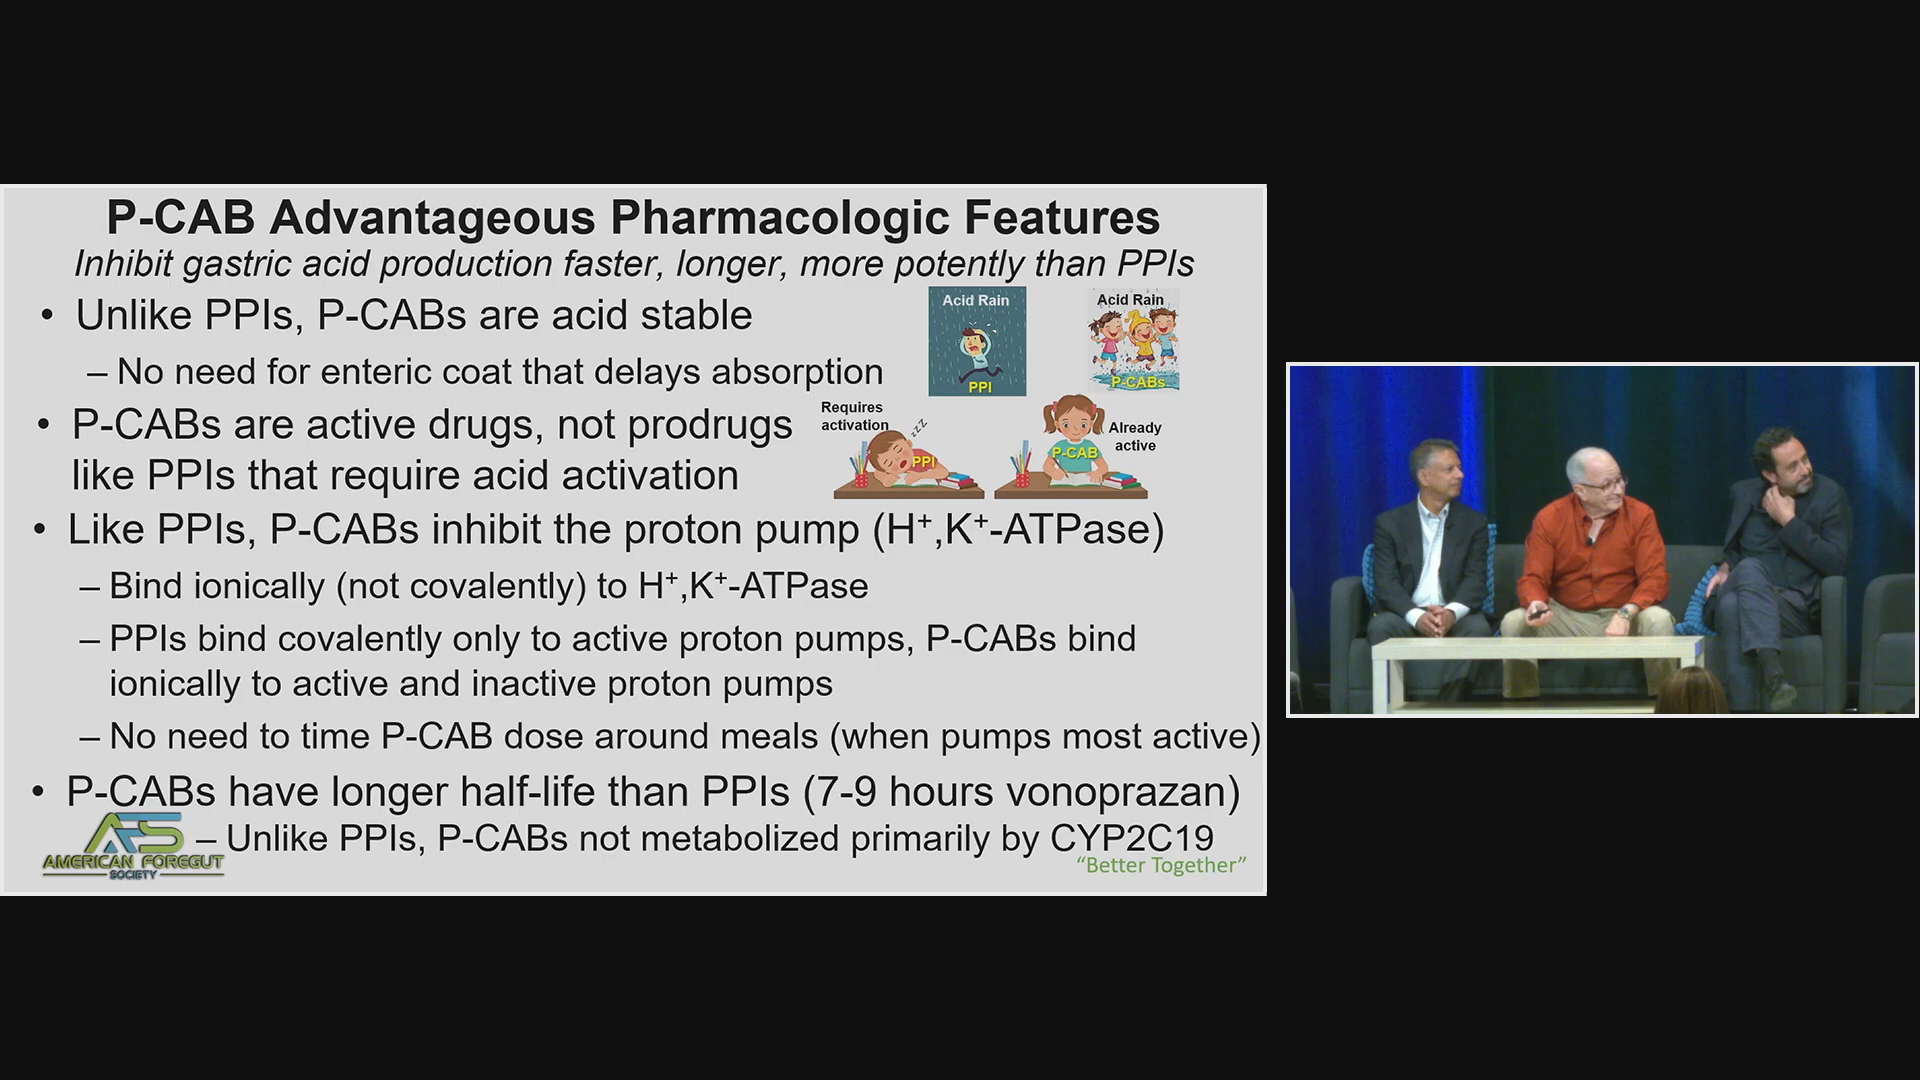 P-CAB Advantageous Pharmacologic Features
Inhibit gastric acid production faster, longer, more potently than PPIs
• Unlike PPIs, P-CABs are acid stable
– No need for enteric coat that delays absorption
Acid Rain
PPI
Acid Rain
P-CABs
• P-CABs are active drugs, not prodrugs
like PPIs that require acid activation
Requires
activation
zzz
PPI
Already
active
P-CAB
• Like PPIs, P-CABs inhibit the proton pump (H⁺,K⁺-ATPase)
– Bind ionically (not covalently) to H⁺,K⁺-ATPase
– PPIs bind covalently only to active proton pumps, P-CABs bind
ionically to active and inactive proton pumps
– No need to time P-CAB dose around meals (when pumps most active)
• P-CABs have longer half-life than PPIs (7-9 hours vonoprazan)
– Unlike PPIs, P-CABs not metabolized primarily by CYP2C19
AFS
AMERICAN FOREGUT
SOCIETY
“Better Together”